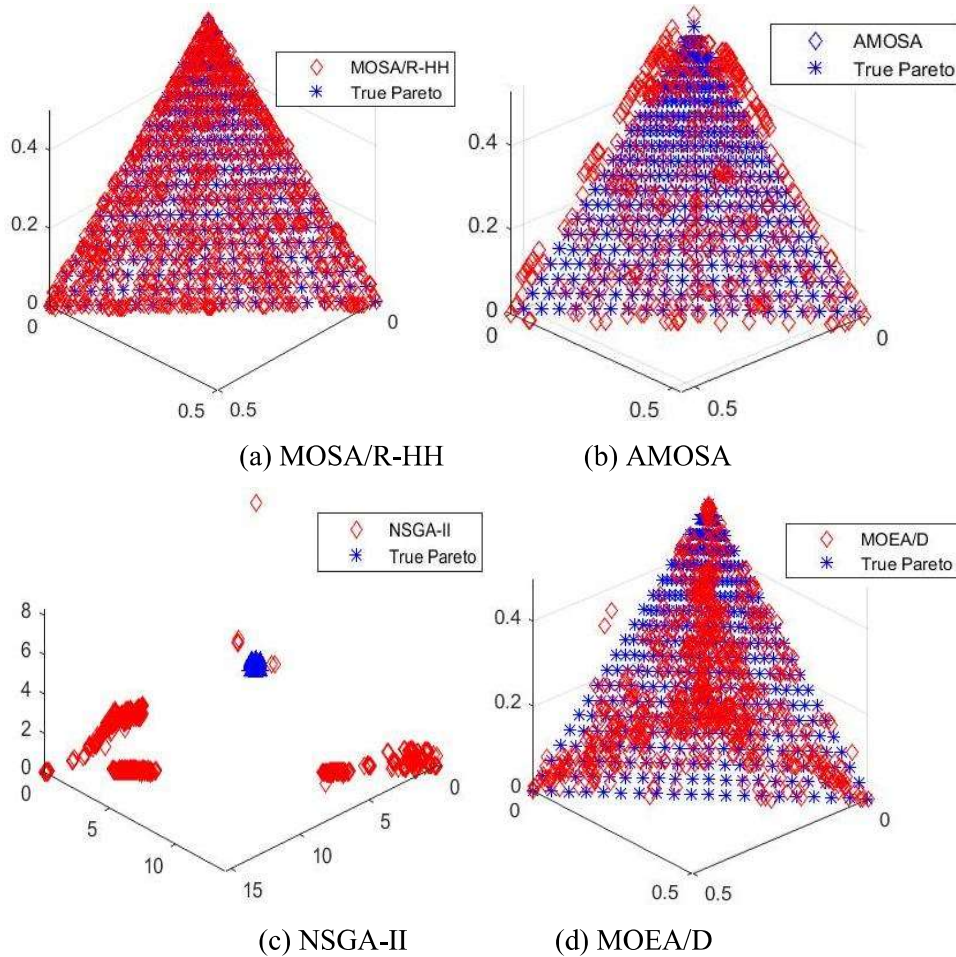 MOSA/R-HH
True Pareto
0.4
0.2
0
0
0
0.5
0.5
(a) MOSA/R-HH
AMOSA
True Pareto
0.4
0.2
0
0
0
0.5
0.5
(b) AMOSA
NSGA-II
True Pareto
8
6
4
2
0
0
5
10
15
10
5
0
(c) NSGA-II
MOEA/D
True Pareto
0.4
0.2
0
0
0
0.5
0.5
(d) MOEA/D